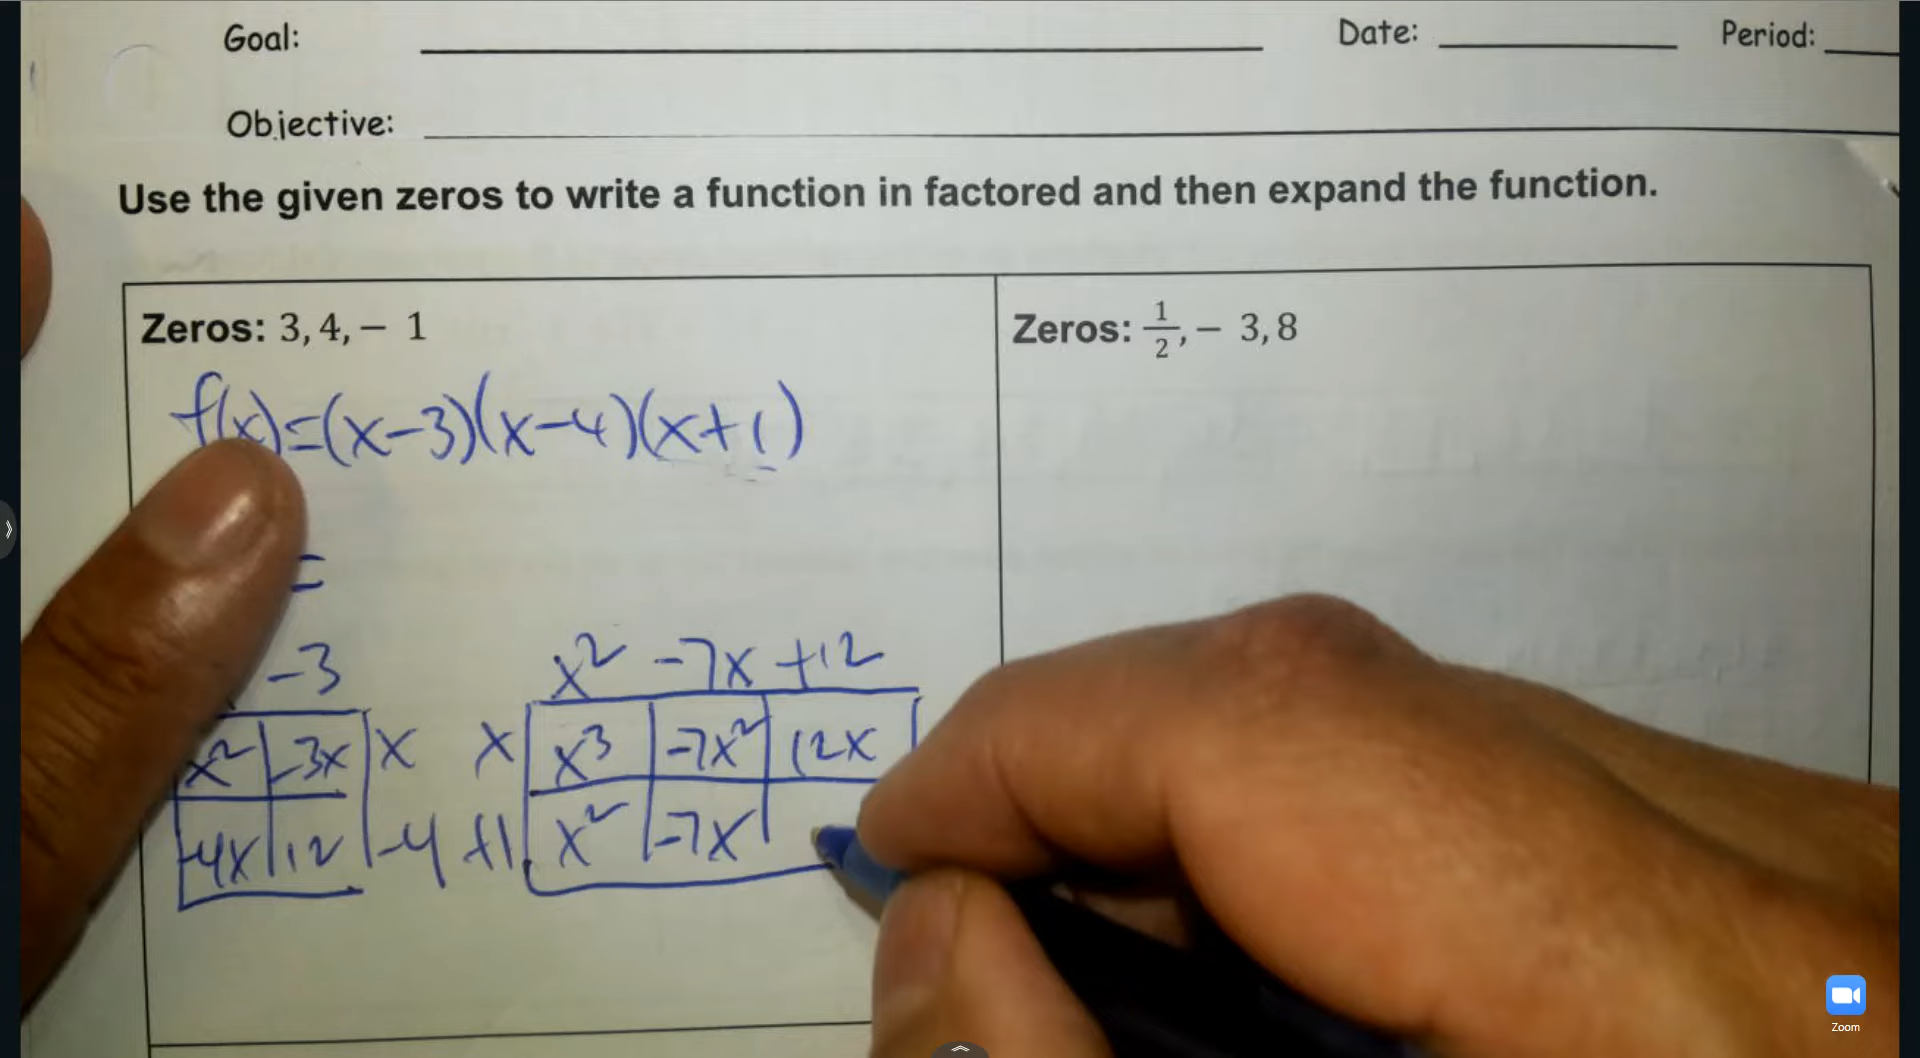 Goal: Date: Period:
Objective:
Use the given zeros to write a function in factored and then expand the function.
Zeros: 3, 4, − 1
f(x)=(x-3)(x-4)(x+1)
=
-3
x² -3x x
-4x 12 -4
x² -7x +12
x x³ -7x² 12x
+1 x² -7x
Zeros: 1/2, − 3, 8
Zoom